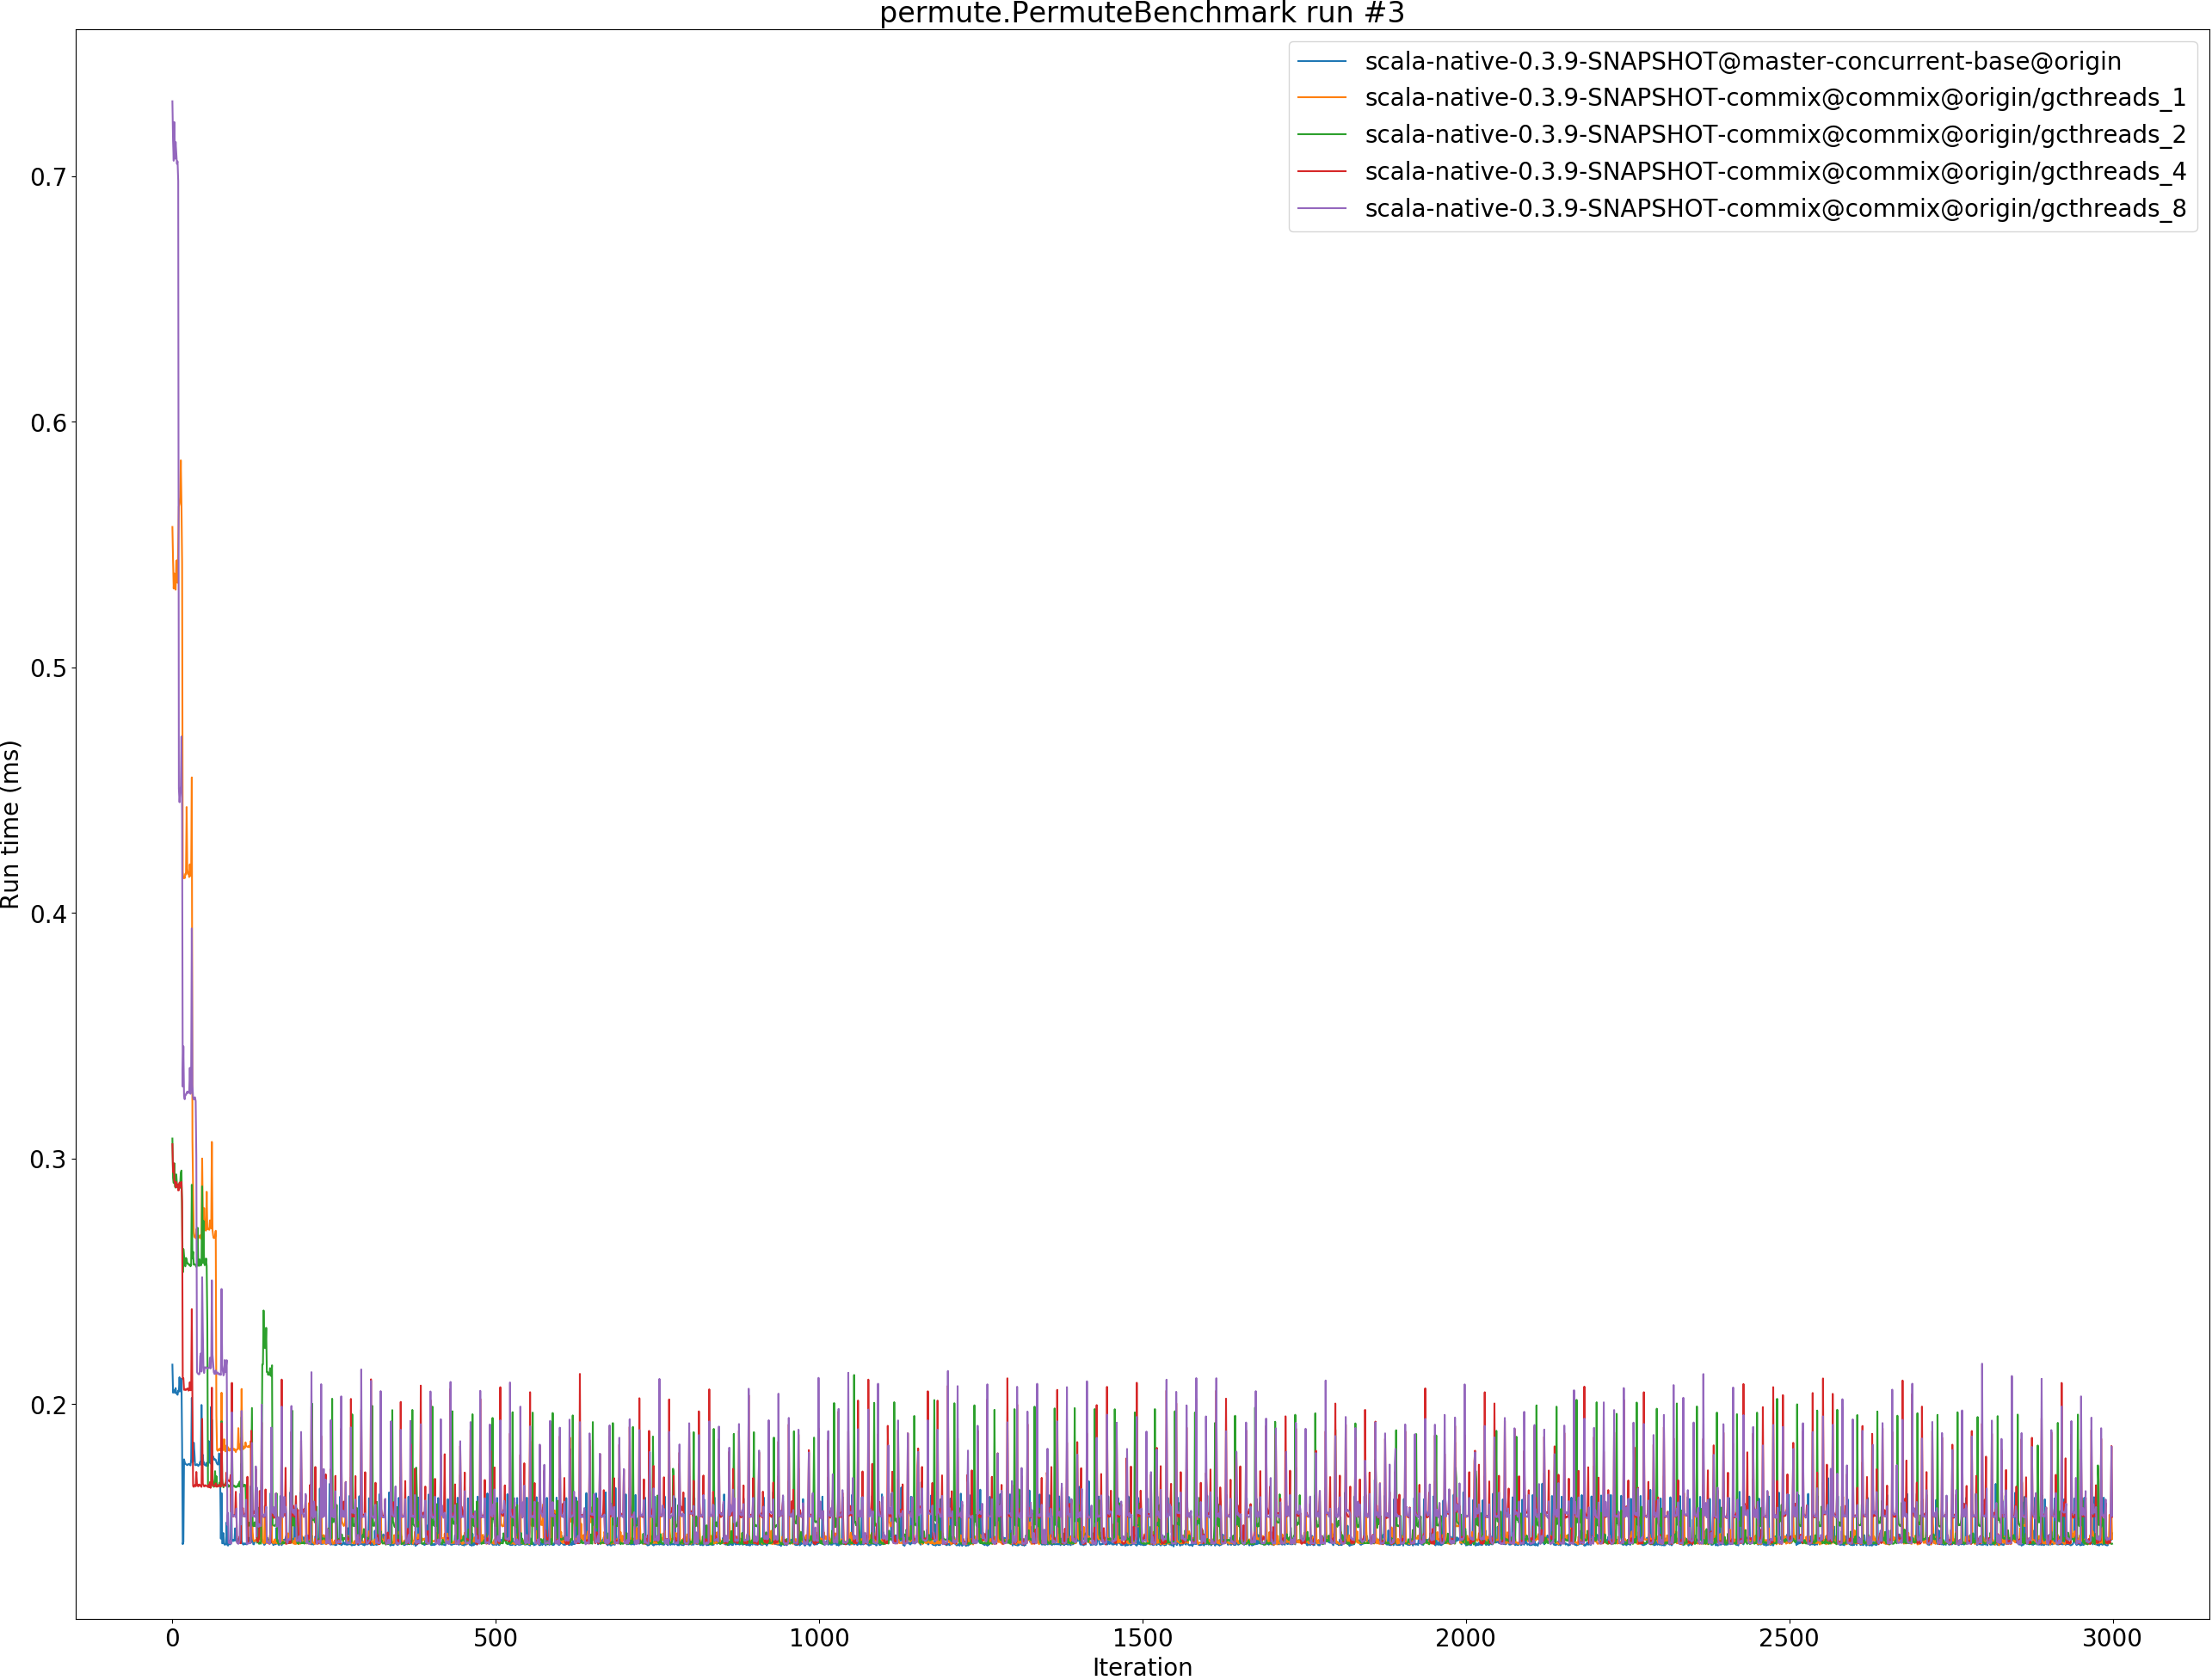 permute.PermuteBenchmark run #3
scala-native-0.3.9-SNAPSHOT@master-concurrent-base@origin
scala-native-0.3.9-SNAPSHOT-commix@commix@origin/gcthreads_1
scala-native-0.3.9-SNAPSHOT-commix@commix@origin/gcthreads_2
scala-native-0.3.9-SNAPSHOT-commix@commix@origin/gcthreads_4
scala-native-0.3.9-SNAPSHOT-commix@commix@origin/gcthreads_8
Run time (ms)
0.7
0.6
0.5
0.4
0.3
0.2
0 500 1000 1500 2000 2500 3000
Iteration